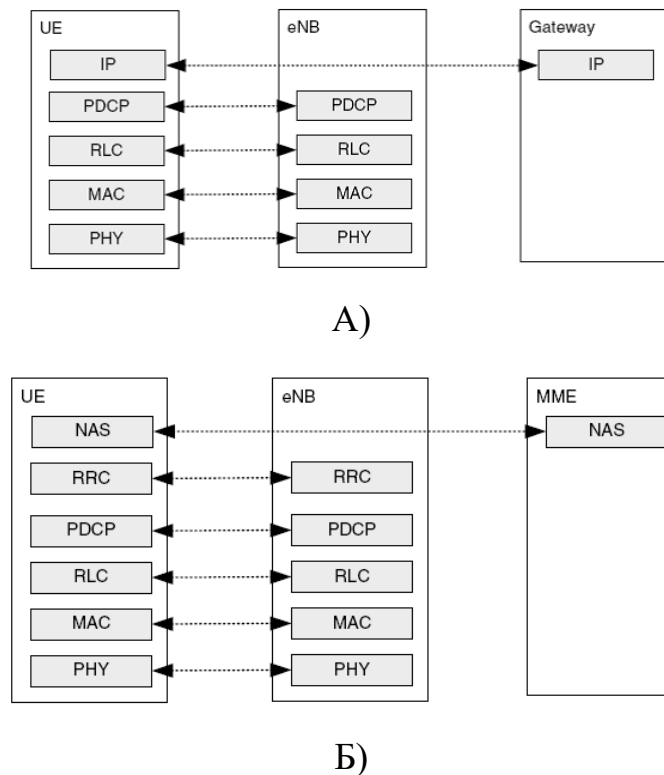 UE eNB Gateway
IP IP
PDCP PDCP
RLC RLC
MAC MAC
PHY PHY
А)
UE eNB MME
NAS NAS
RRC RRC
PDCP PDCP
RLC RLC
MAC MAC
PHY PHY
Б)